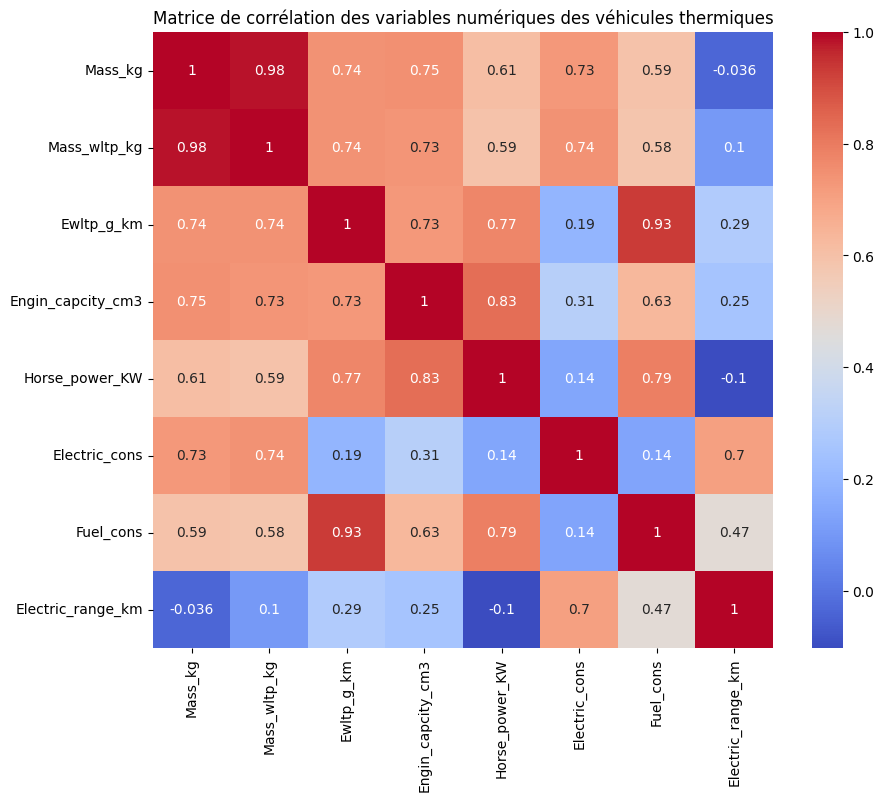 Matrice de corrélation des variables numériques des véhicules thermiques
Mass_kg 1 0.98 0.74 0.75 0.61 0.73 0.59 -0.036
Mass_wltp_kg 0.98 1 0.74 0.73 0.59 0.74 0.58 0.1
Ewltp_g_km 0.74 0.74 1 0.73 0.77 0.19 0.93 0.29
Engin_capcity_cm3 0.75 0.73 0.73 1 0.83 0.31 0.63 0.25
Horse_power_KW 0.61 0.59 0.77 0.83 1 0.14 0.79 -0.1
Electric_cons 0.73 0.74 0.19 0.31 0.14 1 0.14 0.7
Fuel_cons 0.59 0.58 0.93 0.63 0.79 0.14 1 0.47
Electric_range_km -0.036 0.1 0.29 0.25 -0.1 0.7 0.47 1
Mass_kg
Mass_wltp_kg
Ewltp_g_km
Engin_capcity_cm3
Horse_power_KW
Electric_cons
Fuel_cons
Electric_range_km
1.0
0.8
0.6
0.4
0.2
0.0